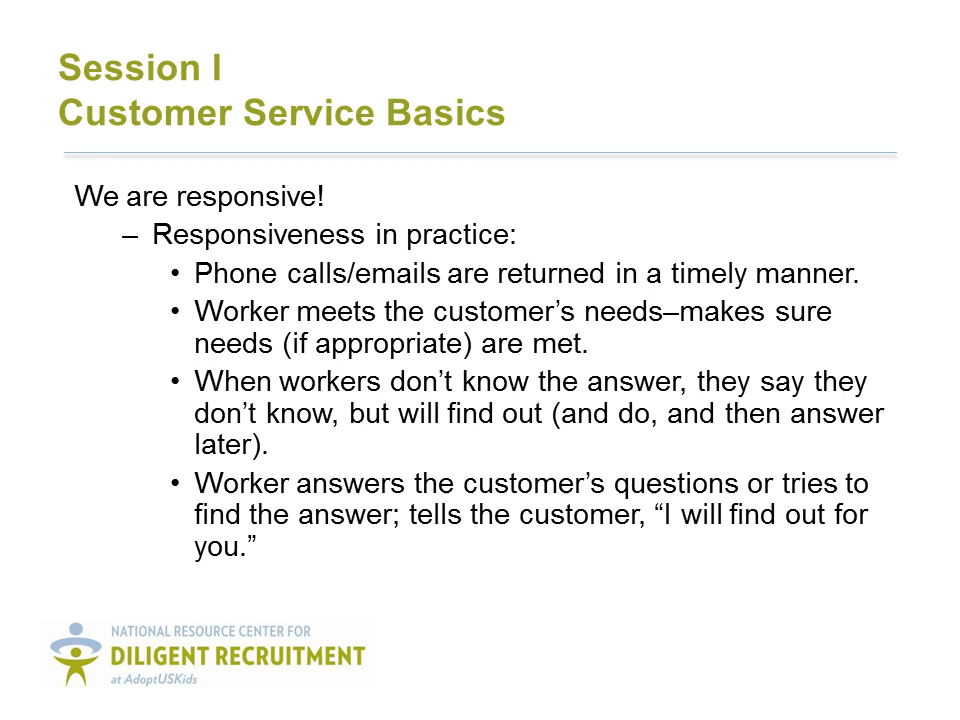 Session I
Customer Service Basics
We are responsive!
– Responsiveness in practice:
• Phone calls/emails are returned in a timely manner.
• Worker meets the customer’s needs–makes sure
needs (if appropriate) are met.
• When workers don’t know the answer, they say they
don’t know, but will find out (and do, and then answer
later).
• Worker answers the customer’s questions or tries to
find the answer; tells the customer, “I will find out for
you.”
NATIONAL RESOURCE CENTER FOR
DILIGENT RECRUITMENT
at AdoptUSKids